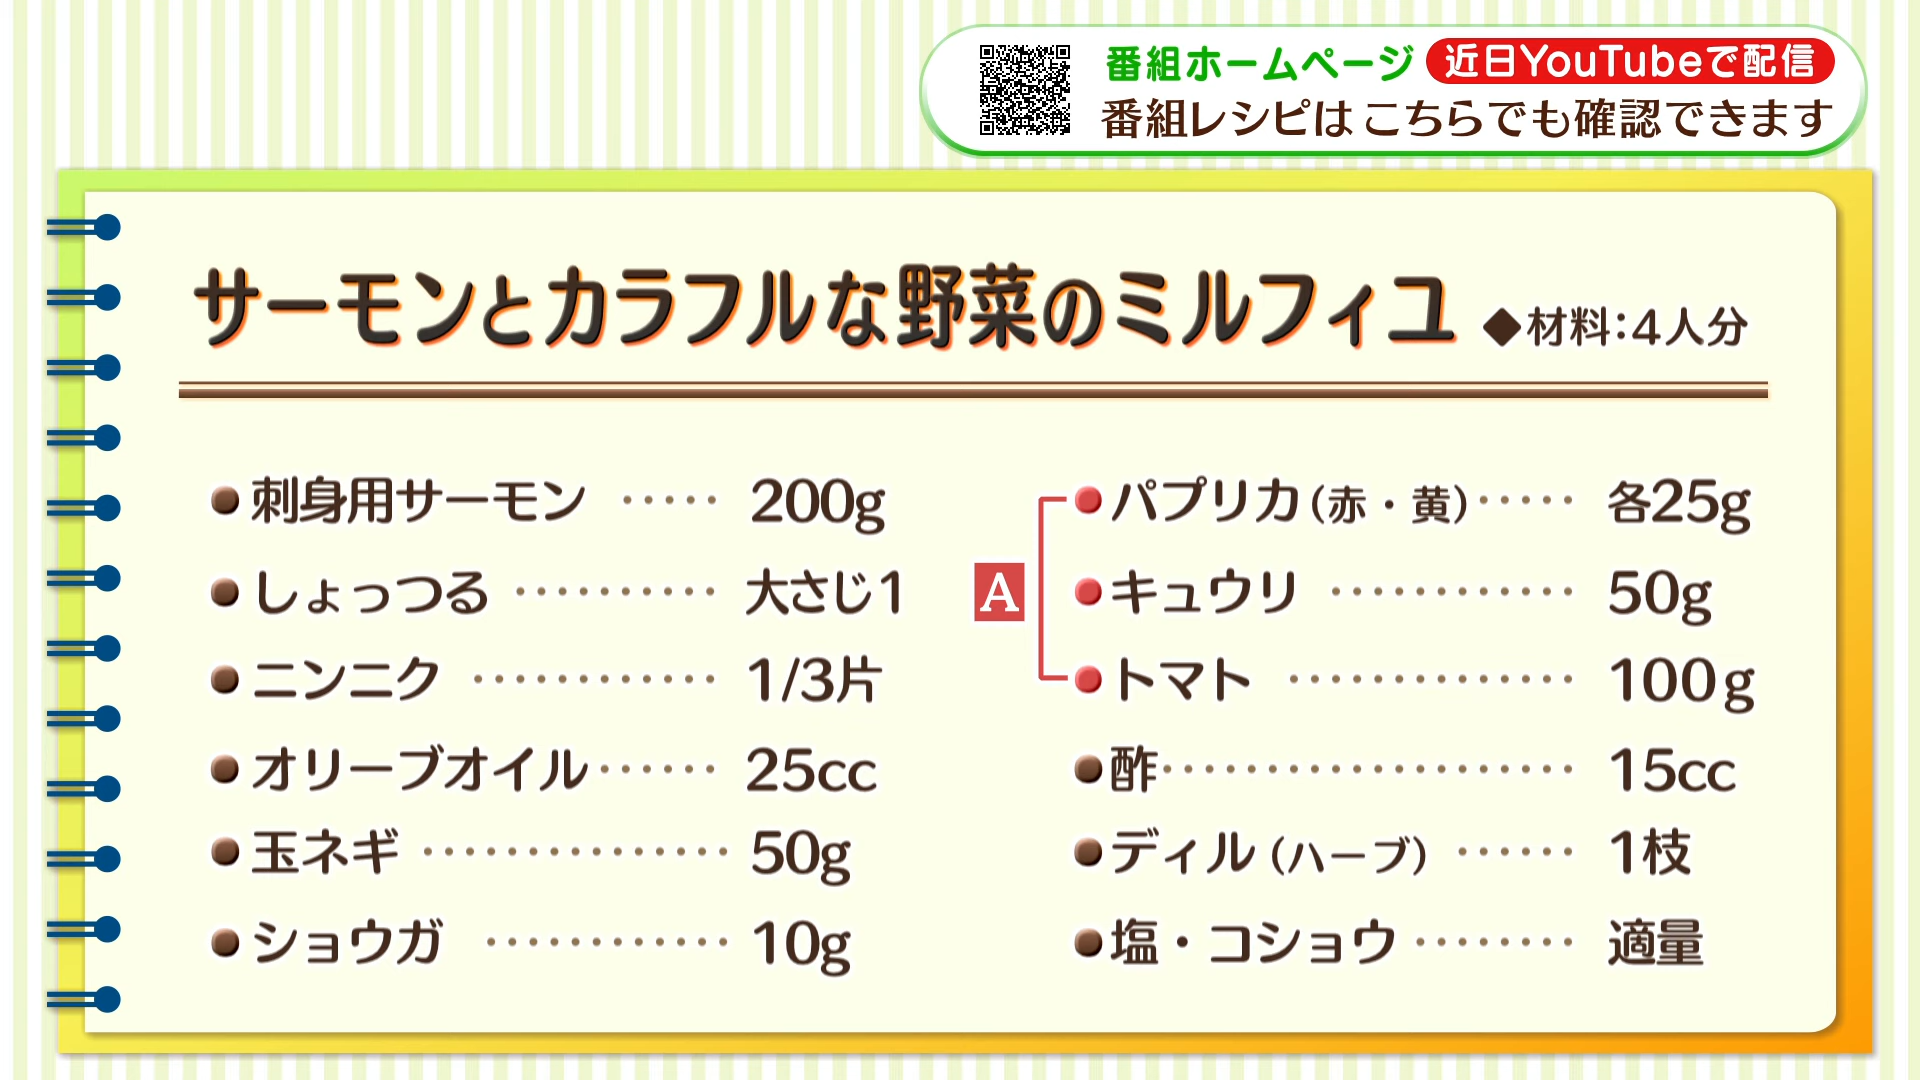 番組ホームページ 近日YouTubeで配信
番組レシピは こちらでも確認できます
サーモンとカラフルな野菜のミルフィユ ◆材料：4人分
●刺身用サーモン ‥‥‥ 200g
●しょっつる ‥‥‥‥‥ 大さじ1
●ニンニク ‥‥‥‥‥‥ 1/3片
●オリーブオイル ‥‥‥ 25cc
●玉ネギ ‥‥‥‥‥‥‥ 50g
●ショウガ ‥‥‥‥‥‥ 10g
A
●パプリカ（赤・黄）‥‥‥ 各25g
●キュウリ ‥‥‥‥‥‥ 50g
●トマト ‥‥‥‥‥‥‥ 100g
●酢‥‥‥‥‥‥‥‥‥‥ 15cc
●ディル（ハーブ） ‥‥‥ 1枝
●塩・コショウ ‥‥‥‥ 適量